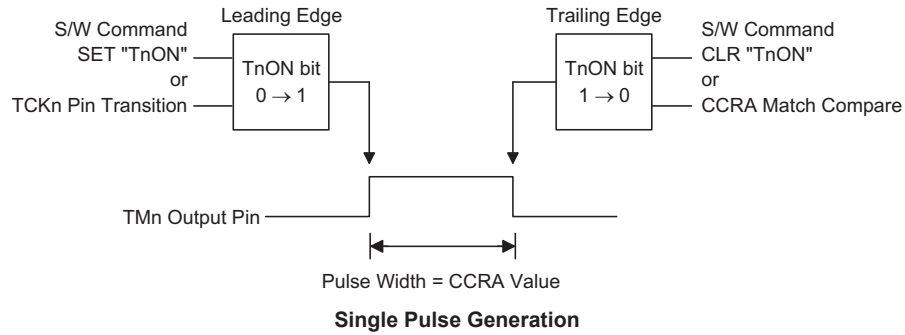 Leading Edge
S/W Command
SET "TnON"
or
TCKn Pin Transition
TnON bit
0 → 1
Trailing Edge
TnON bit
1 → 0
S/W Command
CLR "TnON"
or
CCRA Match Compare
TMn Output Pin
Pulse Width = CCRA Value
Single Pulse Generation